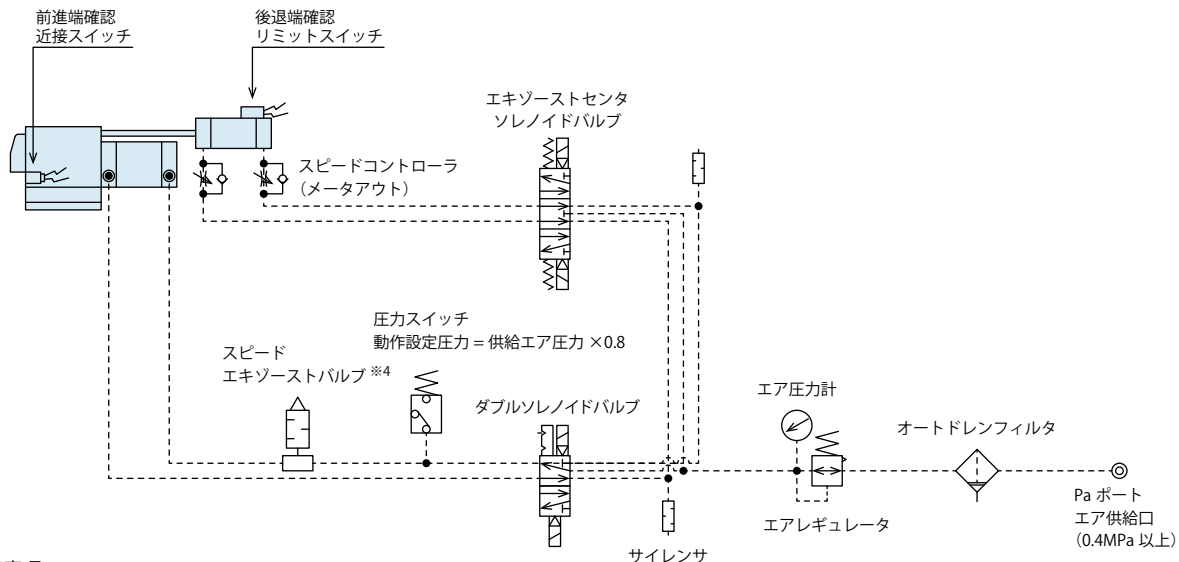 前進端確認
近接スイッチ
後退端確認
リミットスイッチ
エキゾーストセンタ
ソレノイドバルブ
スピードコントローラ
（メータアウト）
圧力スイッチ
動作設定圧力 = 供給エア圧力 ×0.8
スピード
エキゾーストバルブ ※4
ダブルソレノイドバルブ
エア圧力計
オートドレンフィルタ
エアレギュレータ
Pa ポート
エア供給口
（0.4MPa 以上）
サイレンサ